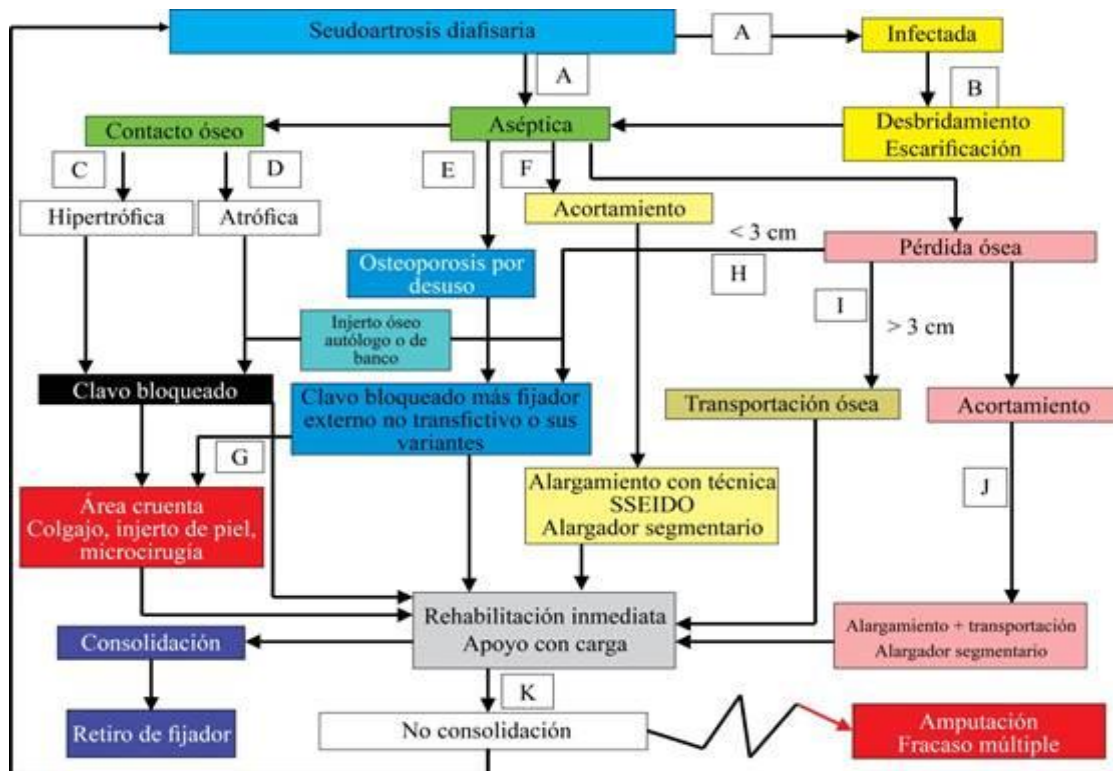 Seudoartrosis diafisaria
A
Infectada
A
B
Contacto óseo
Aséptica
Desbridamiento
Escarificación
C
D
E
F
Hipertrófica
Atrófica
Acortamiento
< 3 cm
Pérdida ósea
H
Osteoporosis por
desuso
I
> 3 cm
Injerto óseo
autólogo o de
banco
Clavo bloqueado
Clavo bloqueado más fijador
externo no transfictivo o sus
variantes
Transportación ósea
Acortamiento
G
J
Área cruenta
Colgajo, injerto de piel,
microcirugía
Alargamiento con técnica
SSEIDO
Alargador segmentario
Rehabilitación inmediata
Apoyo con carga
Consolidación
Alargamiento + transportación
Alargador segmentario
K
Retiro de fijador
No consolidación
Amputación
Fracaso múltiple